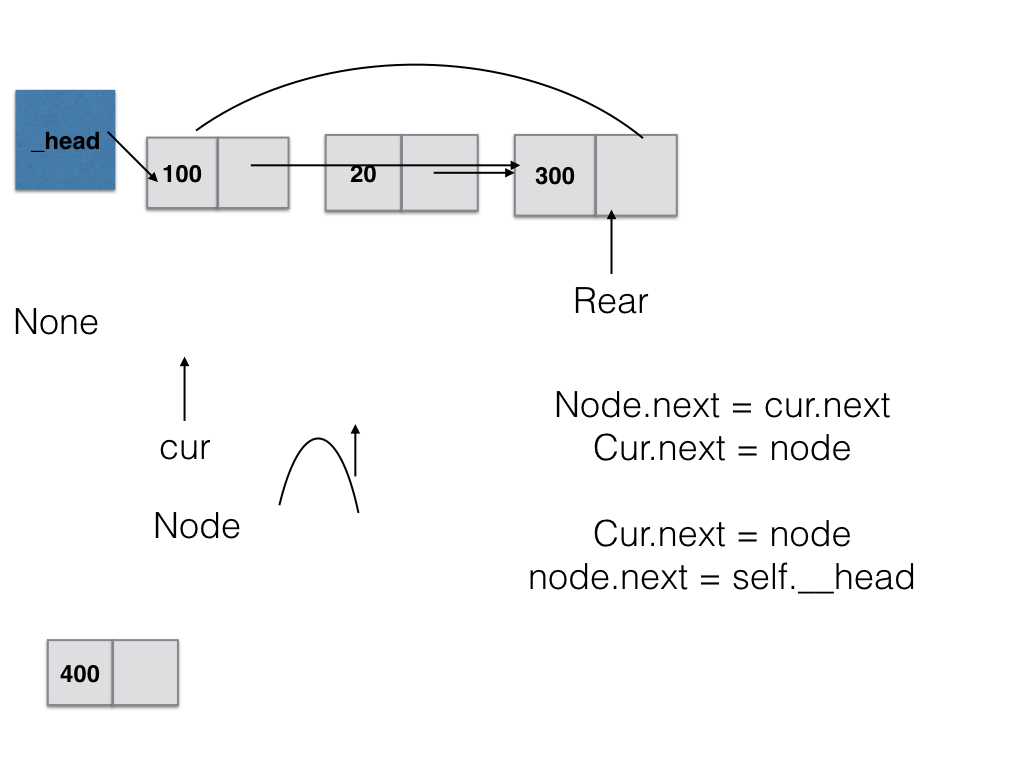 _head
100
20
300
Rear
None
cur
Node
Node.next = cur.next
Cur.next = node
Cur.next = node
node.next = self.__head
400